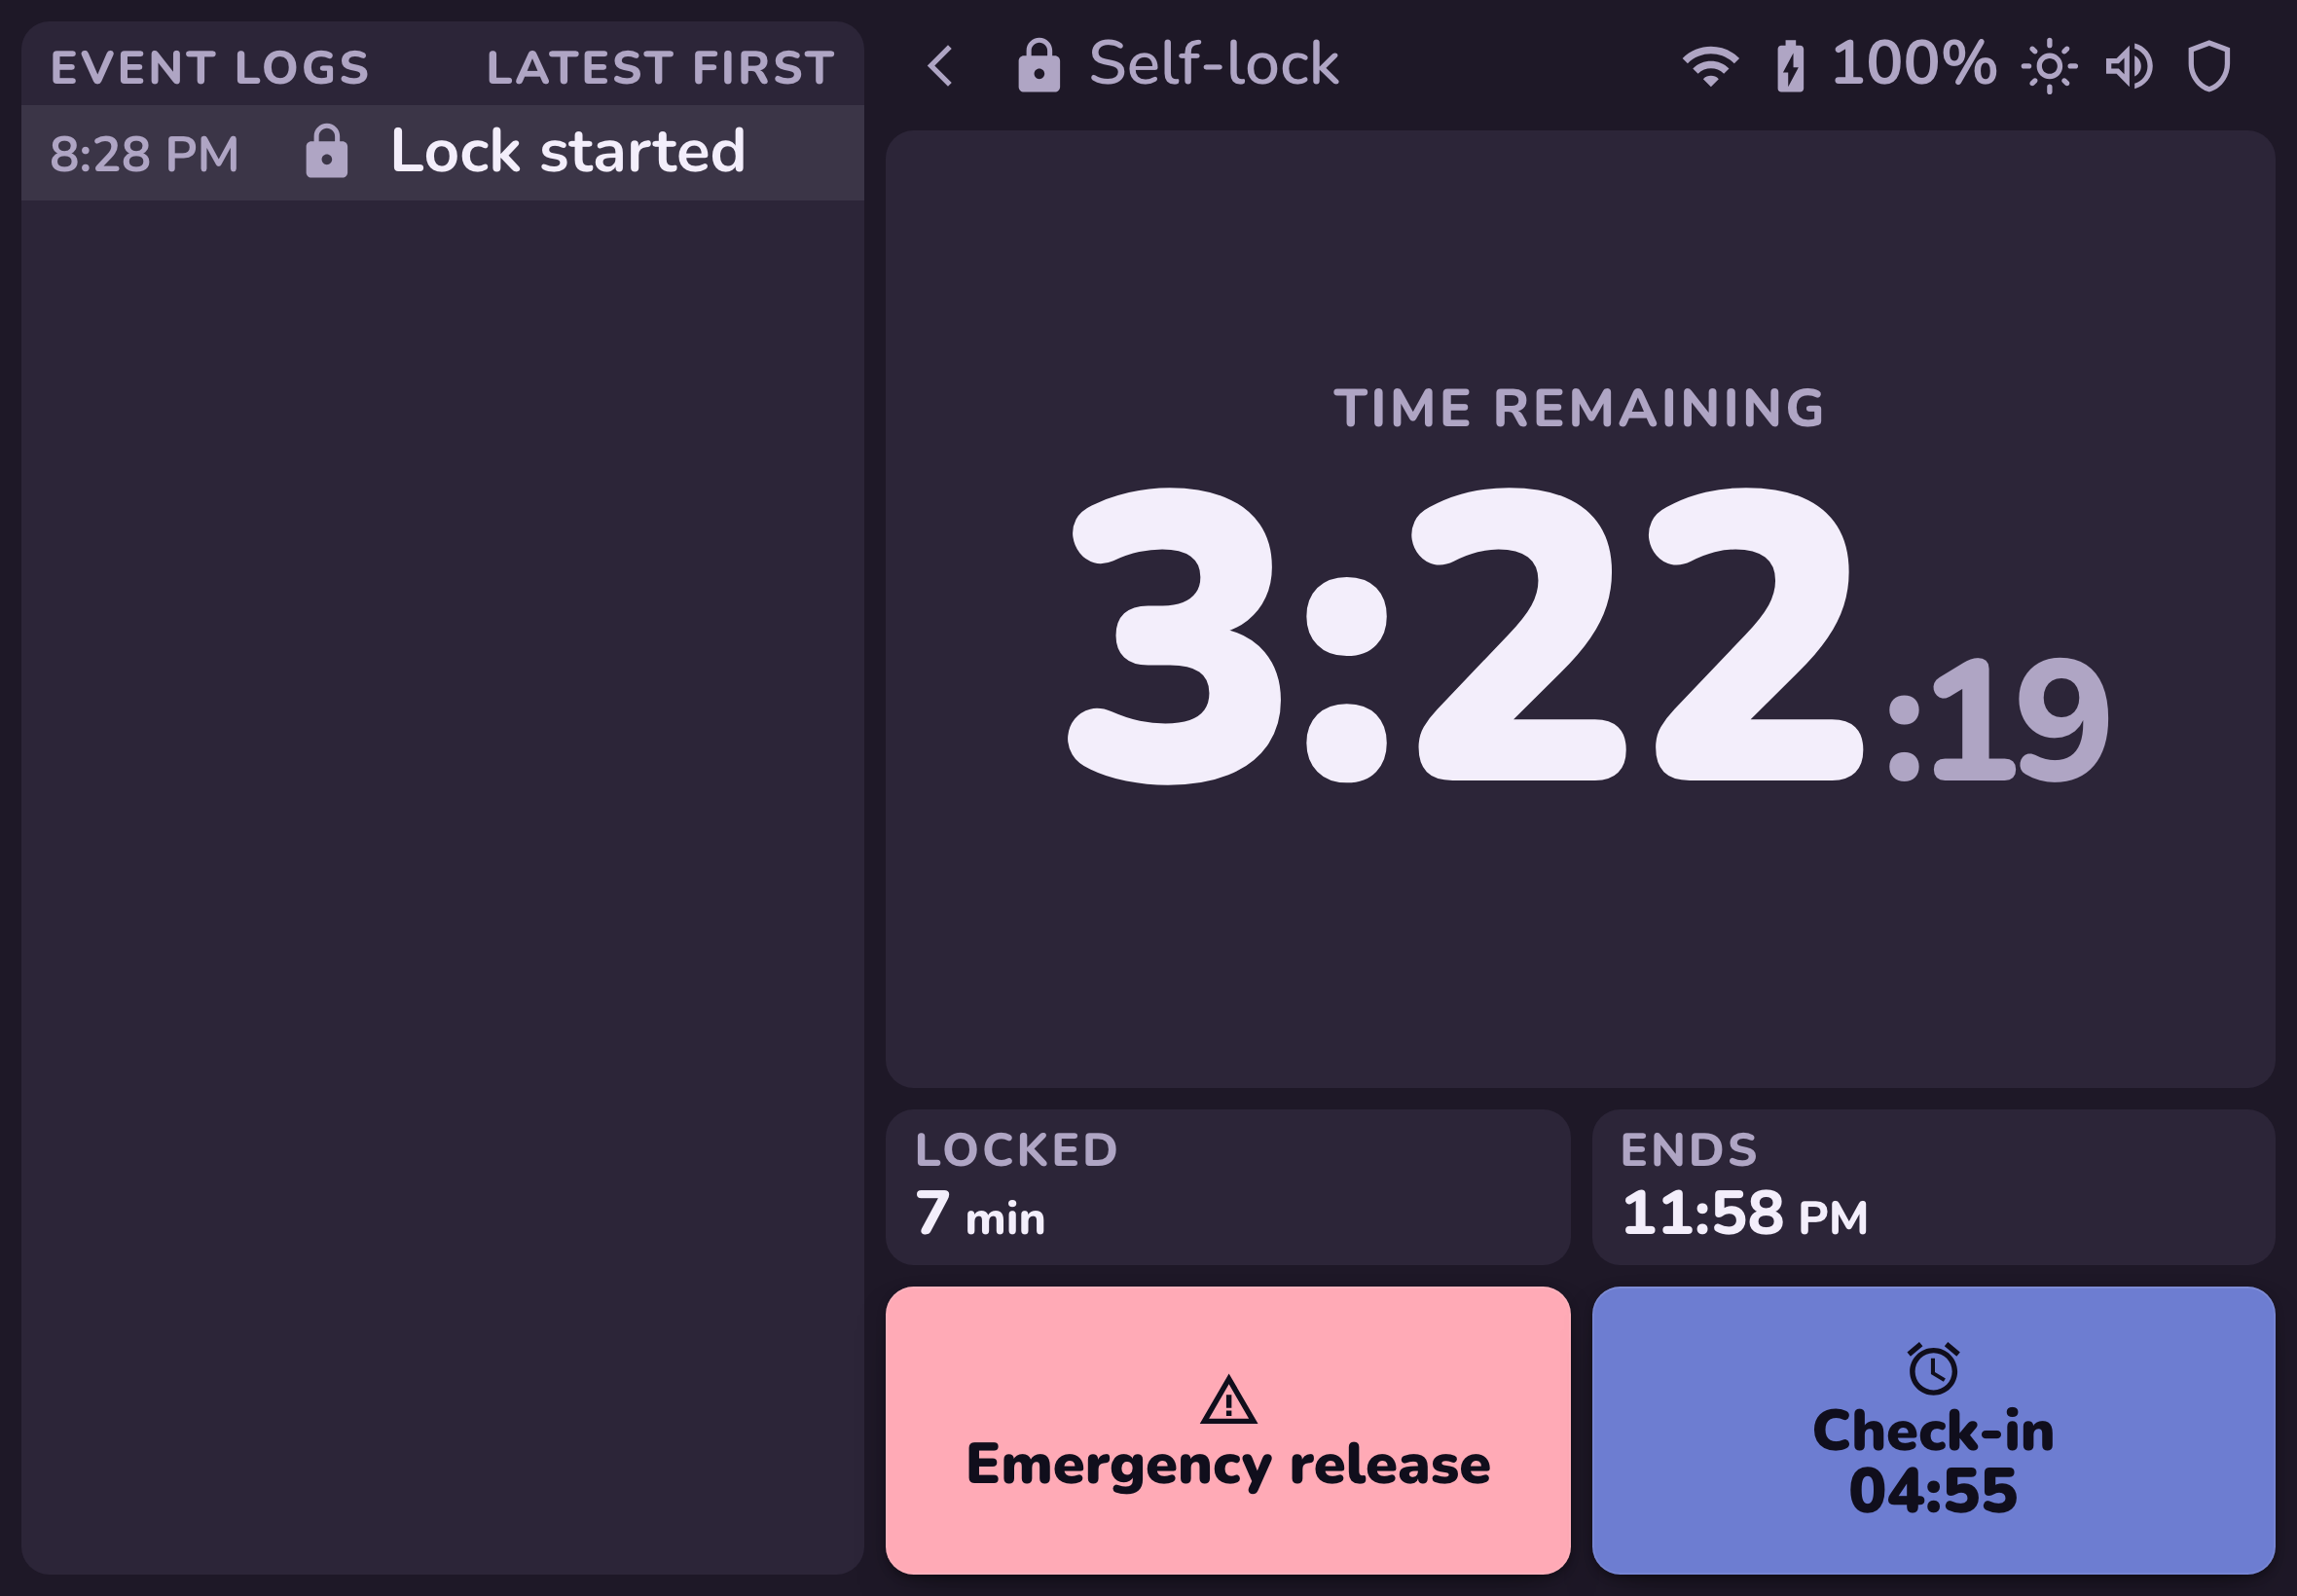 EVENT LOGS
LATEST FIRST
8:28 PM
Lock started
Self-lock
100%
TIME REMAINING
3:22:19
LOCKED
7 min
ENDS
11:58 PM
Emergency release
Check-in
04:55